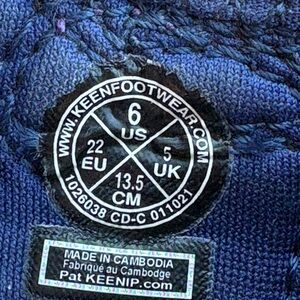 WWW.KEENFOOTWEAR.COM
6
US
22
EU
5
UK
13.5
CM
1026038 CD-C 011021
MADE IN CAMBODIA
Fabriqué au Cambodge
Pat KEENIP.com